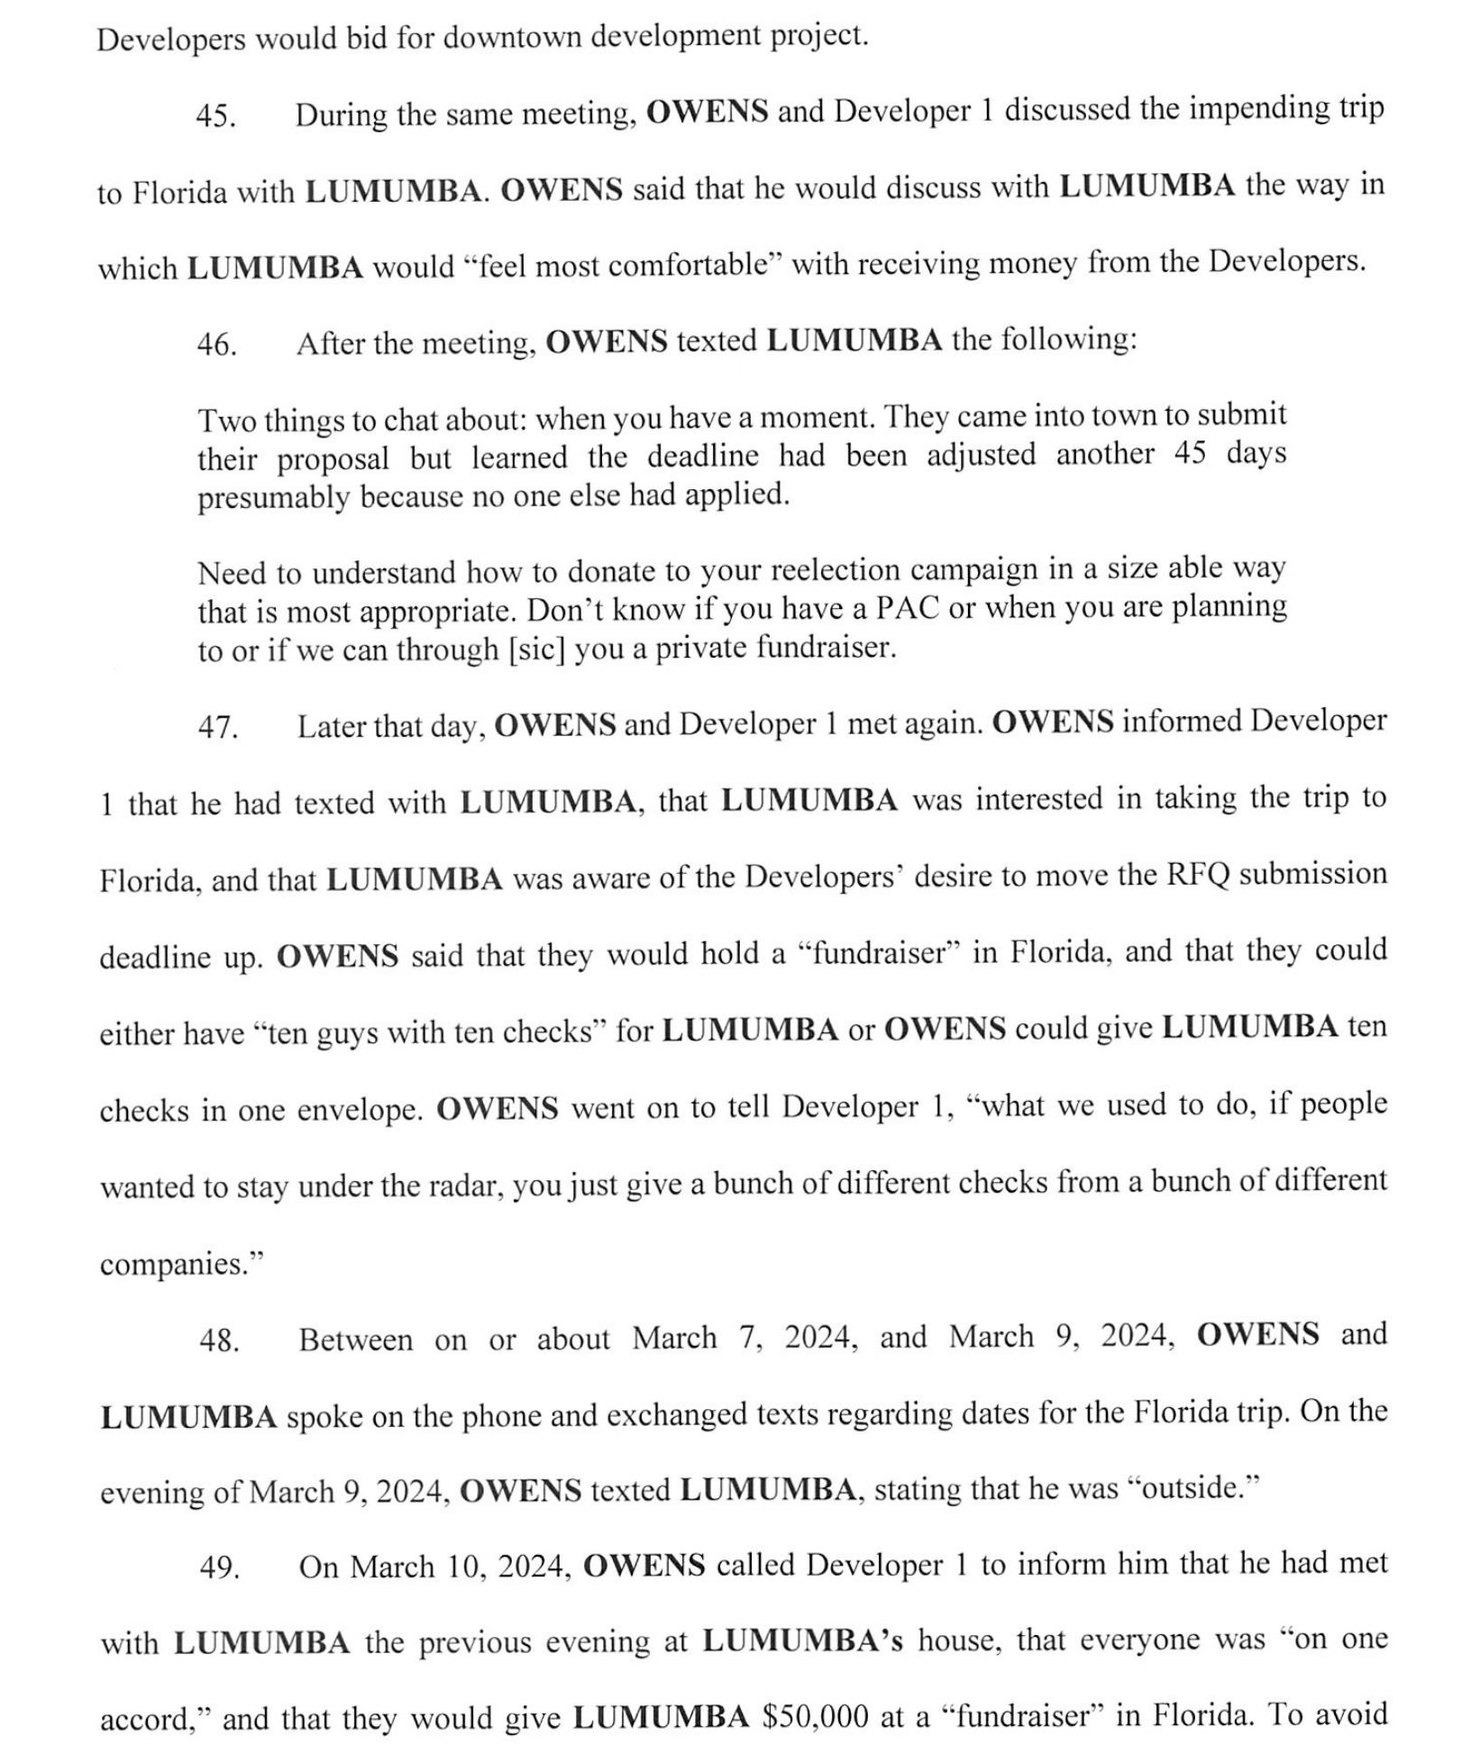 Developers would bid for downtown development project.
45. During the same meeting, OWENS and Developer 1 discussed the impending trip
to Florida with LUMUMBA. OWENS said that he would discuss with LUMUMBA the way in
which LUMUMBA would “feel most comfortable” with receiving money from the Developers.
46. After the meeting, OWENS texted LUMUMBA the following:
Two things to chat about: when you have a moment. They came into town to submit
their proposal but learned the deadline had been adjusted another 45 days
presumably because no one else had applied.
Need to understand how to donate to your reelection campaign in a size able way
that is most appropriate. Don’t know if you have a PAC or when you are planning
to or if we can through [sic] you a private fundraiser.
47. Later that day, OWENS and Developer 1 met again. OWENS informed Developer
1 that he had texted with LUMUMBA, that LUMUMBA was interested in taking the trip to
Florida, and that LUMUMBA was aware of the Developers’ desire to move the RFQ submission
deadline up. OWENS said that they would hold a “fundraiser” in Florida, and that they could
either have “ten guys with ten checks” for LUMUMBA or OWENS could give LUMUMBA ten
checks in one envelope. OWENS went on to tell Developer 1, “what we used to do, if people
wanted to stay under the radar, you just give a bunch of different checks from a bunch of different
companies.”
48. Between on or about March 7, 2024, and March 9, 2024, OWENS and
LUMUMBA spoke on the phone and exchanged texts regarding dates for the Florida trip. On the
evening of March 9, 2024, OWENS texted LUMUMBA, stating that he was “outside.”
49. On March 10, 2024, OWENS called Developer 1 to inform him that he had met
with LUMUMBA the previous evening at LUMUMBA’s house, that everyone was “on one
accord,” and that they would give LUMUMBA $50,000 at a “fundraiser” in Florida. To avoid